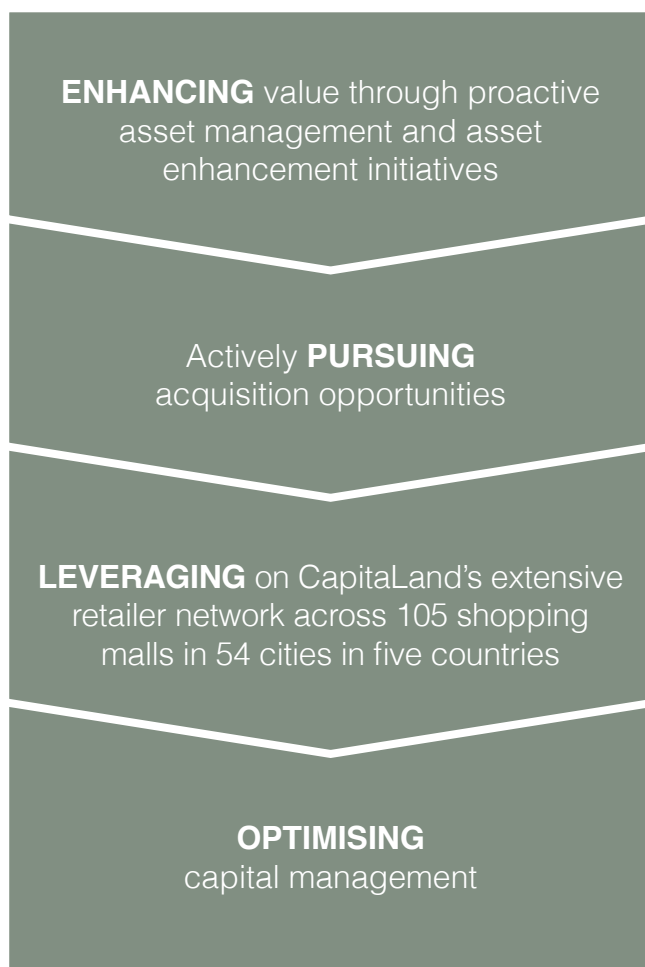 ENHANCING value through proactive
asset management and asset
enhancement initiatives
Actively PURSUING
acquisition opportunities
LEVERAGING on CapitaLand’s extensive
retailer network across 105 shopping
malls in 54 cities in five countries
OPTIMISING
capital management